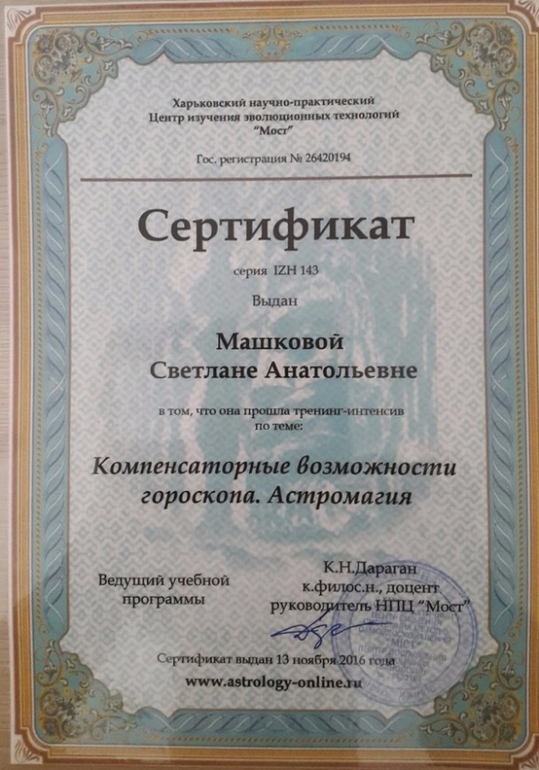 Харьковский научно-практический
Центр изучения эволюционных технологий
"Мост"
Гос. регистрация № 26420194
Сертификат
серия IZH 143
Выдан
Машковой
Светлане Анатольевне
в том, что она прошла тренинг-интенсив
по теме:
Компенсаторные возможности
гороскопа. Астромагия
Ведущий учебной
программы
К.Н.Дараган
к.филос.н., доцент
руководитель НПЦ "Мост"
Сертификат выдан 13 ноября 2016 года
www.astrology-online.ru